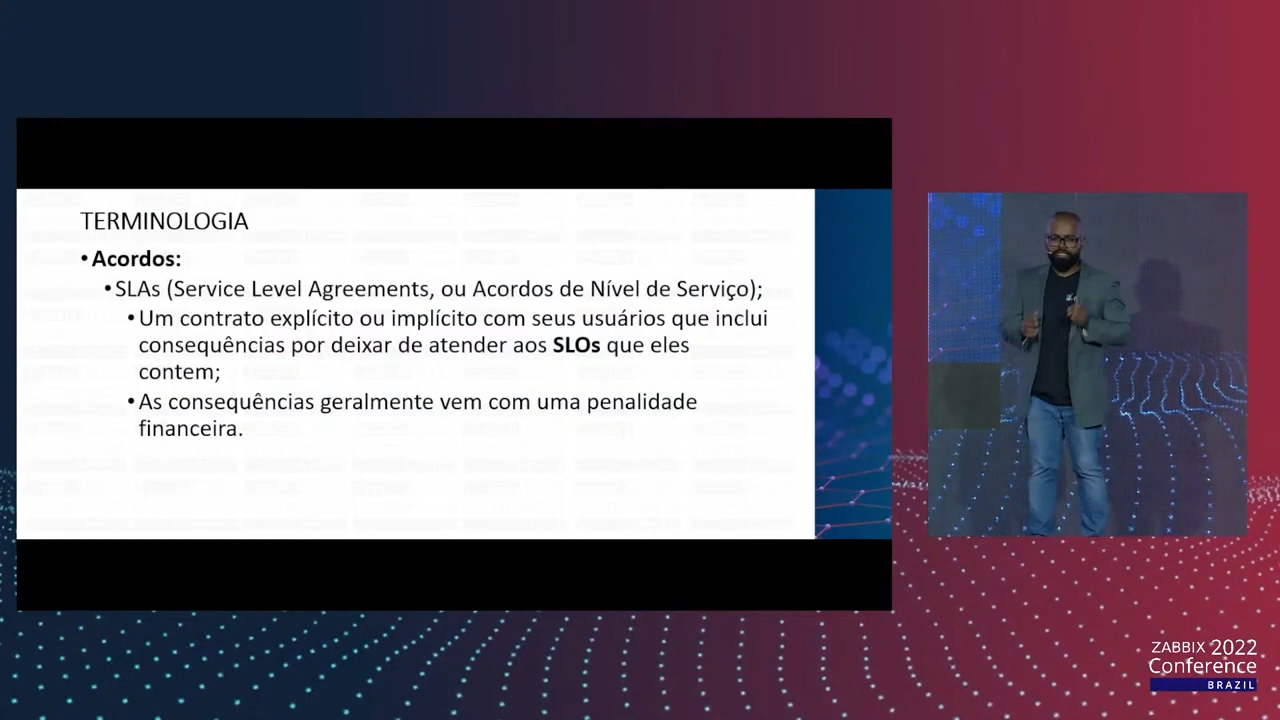 TERMINOLOGIA
•Acordos:
•SLAs (Service Level Agreements, ou Acordos de Nível de Serviço);
•Um contrato explícito ou implícito com seus usuários que inclui
consequências por deixar de atender aos SLOs que eles
contem;
•As consequências geralmente vem com uma penalidade
financeira.
ZABBIX 2022
Conference
BRAZIL